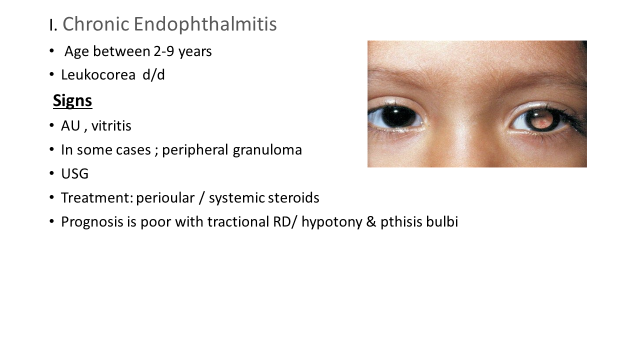 I. Chronic Endophthalmitis
• Age between 2-9 years
• Leukocorea d/d
Signs
• AU , vitritis
• In some cases ; peripheral granuloma
• USG
• Treatment: perioular / systemic steroids
• Prognosis is poor with tractional RD/ hypotony & pthisis bulbi